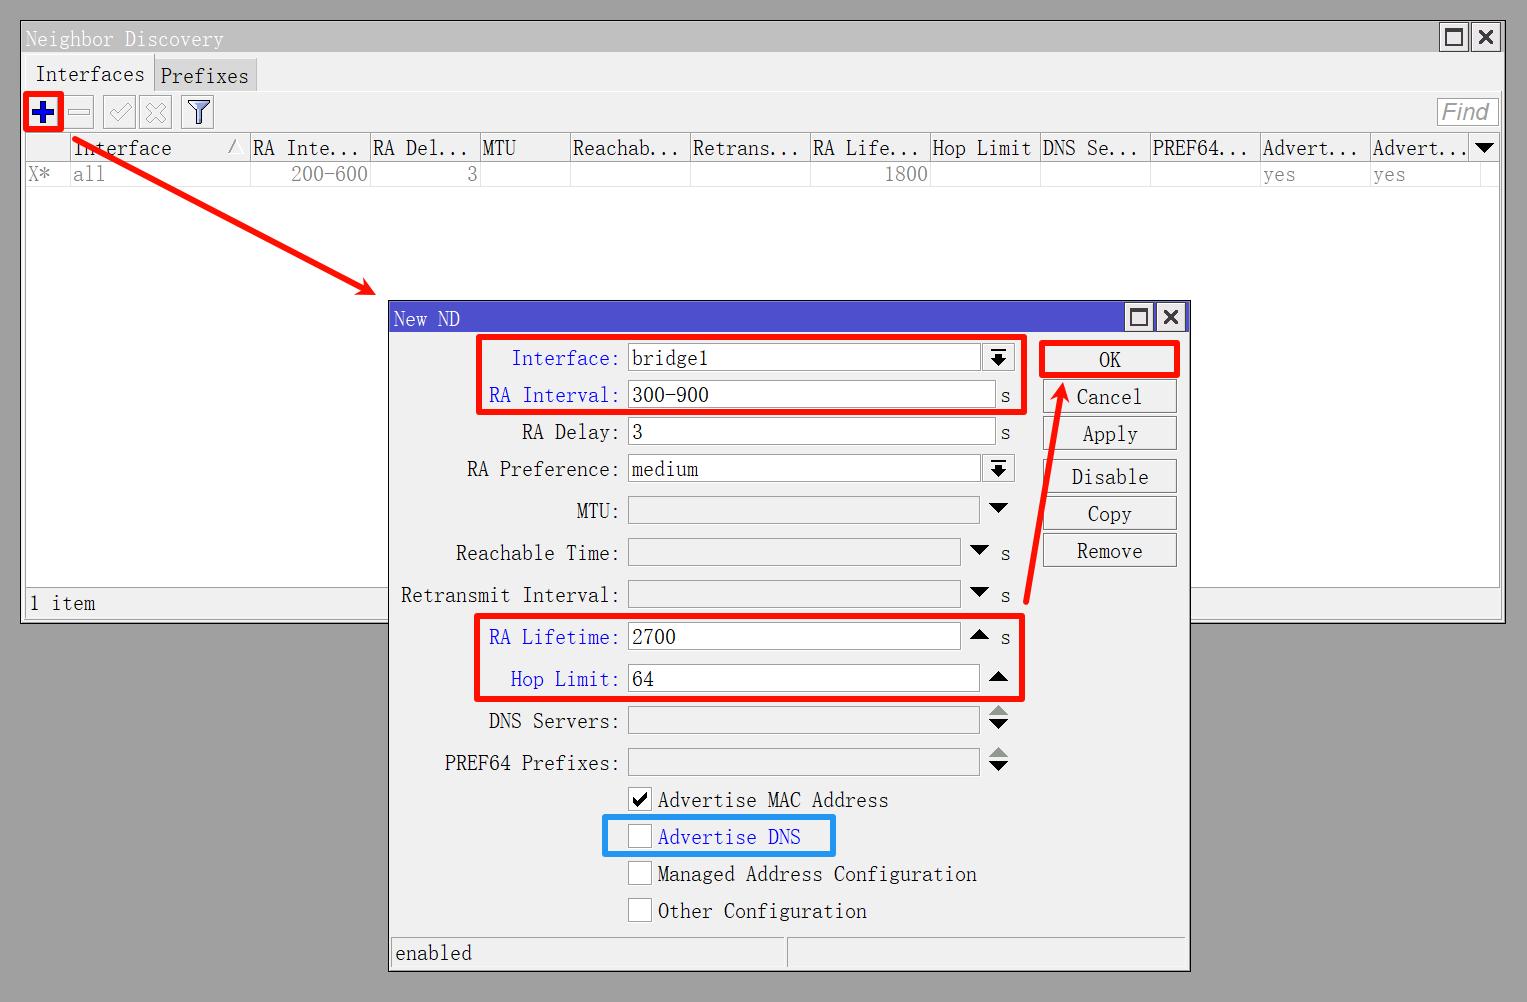 Neighbor Discovery
Interfaces Prefixes
Find
Interface RA Inte... RA Del... MTU Reachab... Retrans... RA Life... Hop Limit DNS Se... PREF64... Advert... Advert...
X* all 200-600 3 1800 yes yes
1 item
New ND
Interface: bridge1
RA Interval: 300-900 s
RA Delay: 3 s
RA Preference: medium
MTU:
Reachable Time: s
Retransmit Interval: s
RA Lifetime: 2700 s
Hop Limit: 64
DNS Servers:
PREF64 Prefixes:
Advertise MAC Address
Advertise DNS
Managed Address Configuration
Other Configuration
enabled
OK
Cancel
Apply
Disable
Copy
Remove